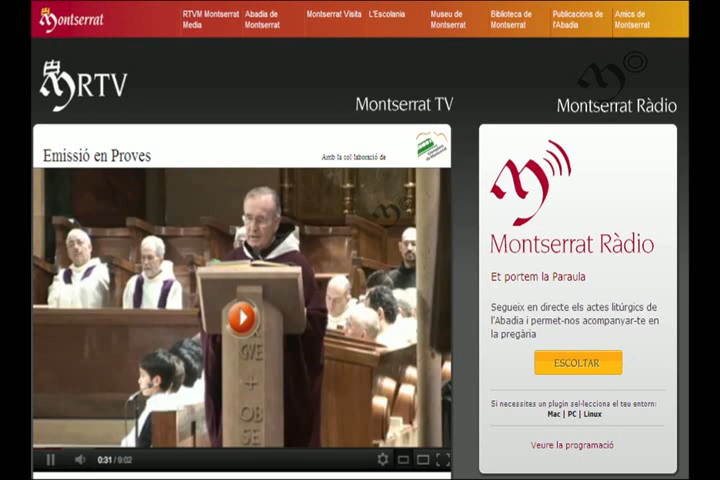 Montserrat
RTVM Montserrat Media
Abadia de Montserrat
Montserrat Visita
L'Escolania
Museu de Montserrat
Biblioteca de Montserrat
Publicacions de l'Abadia
Amics de Montserrat
RTV
Montserrat TV
Montserrat Ràdio
Emissió en Proves
Amb la col·laboració de
GVE
OB
SE
0:31 / 9:02
Montserrat Ràdio
Et portem la Paraula
Segueix en directe els actes litúrgics de
l'Abadia i permet-nos acompanyar-te en
la pregària
ESCOLTAR
Si necessites un plugin sel·lecciona el teu entorn:
Mac | PC | Linux
Veure la programació